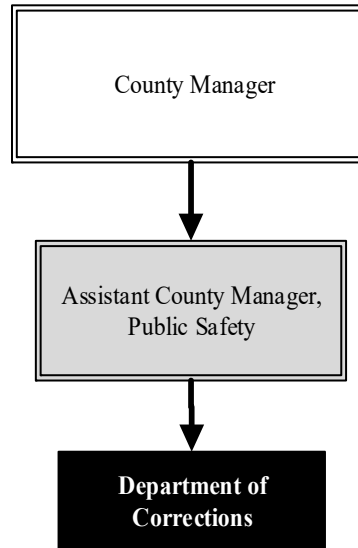 County Manager
Assistant County Manager,
Public Safety
Department of
Corrections